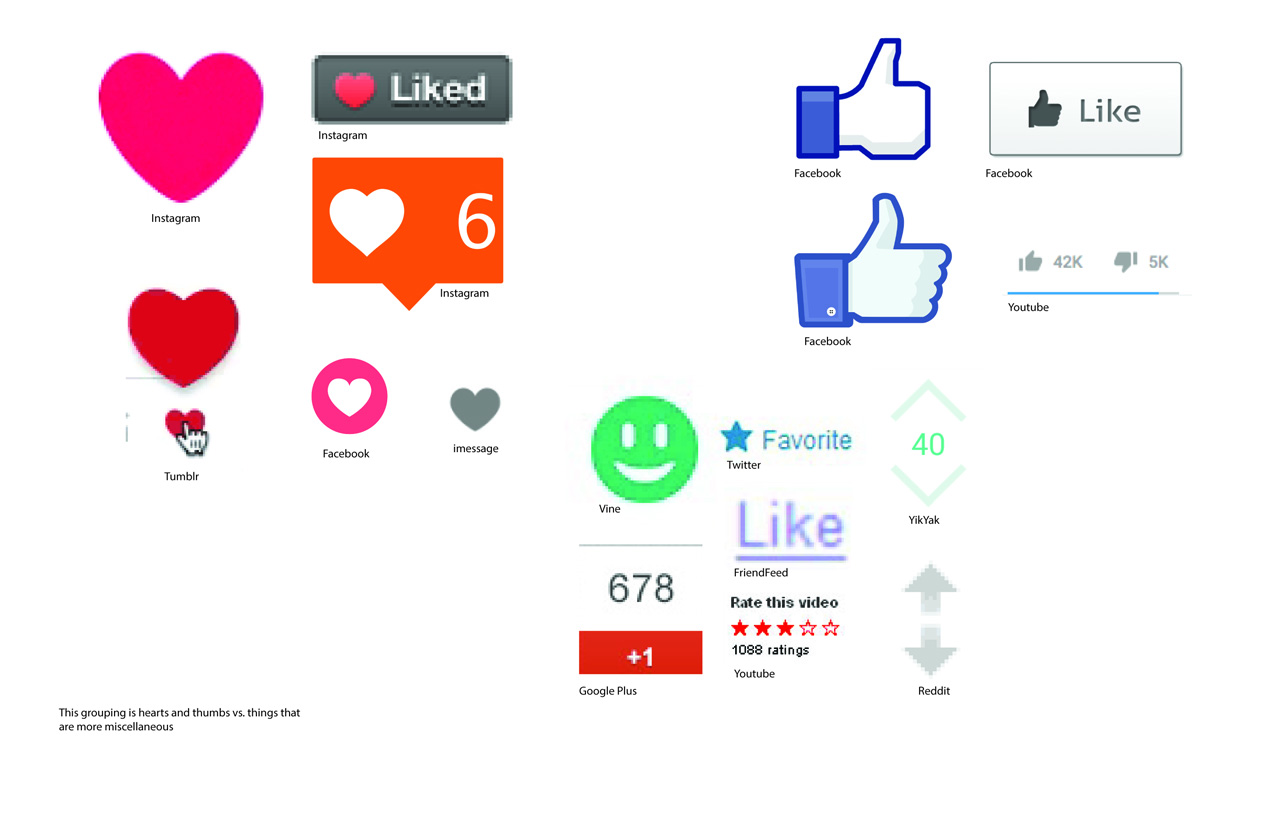 Liked
Instagram
Instagram
6
Instagram
Tumblr
Facebook
imessage
Facebook
Like
Facebook
Facebook
42K 5K
Youtube
Vine
678
+1
Google Plus
Favorite
Twitter
Like
FriendFeed
Rate this video
1088 ratings
Youtube
40
YikYak
Reddit
This grouping is hearts and thumbs vs. things that
are more miscellaneous